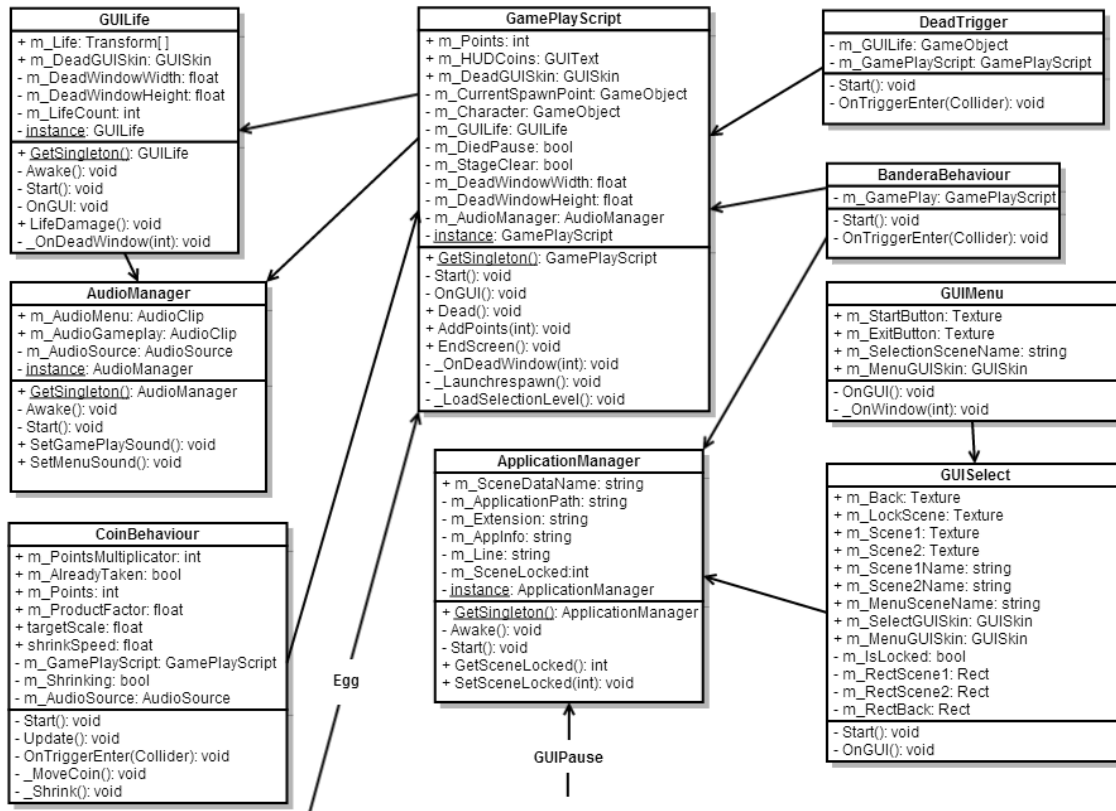 GUILife
+ m_Life: Transform[ ]
+ m_DeadGUISkin: GUISkin
- m_DeadWindowWidth: float
- m_DeadWindowHeight: float
- m_LifeCount: int
- instance: GUILife
+ GetSingleton(): GUILife
- Awake(): void
- Start(): void
- OnGUI: void
+ LifeDamage(): void
- _OnDeadWindow(int): void
AudioManager
+ m_AudioMenu: AudioClip
+ m_AudioGameplay: AudioClip
- m_AudioSource: AudioSource
- instance: AudioManager
+ GetSingleton(): AudioManager
- Awake(): void
- Start(): void
+ SetGamePlaySound(): void
+ SetMenuSound(): void
CoinBehaviour
+ m_PointsMultiplicator: int
+ m_AlreadyTaken: bool
+ m_Points: int
+ m_ProductFactor: float
+ targetScale: float
+ shrinkSpeed: float
- m_GamePlayScript: GamePlayScript
- m_Shrinking: bool
- m_AudioSource: AudioSource
- Start(): void
- Update(): void
- OnTriggerEnter(Collider): void
- _MoveCoin(): void
- _Shrink(): void
GamePlayScript
+ m_Points: int
+ m_HUDCoins: GUIText
+ m_DeadGUISkin: GUISkin
- m_CurrentSpawnPoint: GameObject
- m_Character: GameObject
- m_GUILife: GUILife
- m_DiedPause: bool
- m_StageClear: bool
- m_DeadWindowWidth: float
- m_DeadWindowHeight: float
- m_AudioManager: AudioManager
- instance: GamePlayScript
+ GetSingleton(): GamePlayScript
- Start(): void
- OnGUI(): void
+ Dead(): void
+ AddPoints(int): void
+ EndScreen(): void
- _OnDeadWindow(int): void
- _Launchrespawn(): void
- _LoadSelectionLevel(): void
Egg
ApplicationManager
+ m_SceneDataName: string
- m_ApplicationPath: string
- m_Extension: string
- m_AppInfo: string
- m_Line: string
- m_SceneLocked:int
- instance: ApplicationManager
+ GetSingleton(): ApplicationManager
- Awake(): void
- Start(): void
+ GetSceneLocked(): int
+ SetSceneLocked(int): void
GUIPause
DeadTrigger
- m_GUILife: GameObject
- m_GamePlayScript: GamePlayScript
- Start(): void
- OnTriggerEnter(Collider): void
BanderaBehaviour
- m_GamePlay: GamePlayScript
- Start(): void
- OnTriggerEnter(Collider): void
GUIMenu
+ m_StartButton: Texture
+ m_ExitButton: Texture
+ m_SelectionSceneName: string
+ m_MenuGUISkin: GUISkin
- OnGUI(): void
- _OnWindow(int): void
GUISelect
+ m_Back: Texture
+ m_LockScene: Texture
+ m_Scene1: Texture
+ m_Scene2: Texture
+ m_Scene1Name: string
+ m_Scene2Name: string
+ m_MenuSceneName: string
+ m_SelectGUISkin: GUISkin
+ m_MenuGUISkin: GUISkin
- m_IsLocked: bool
- m_RectScene1: Rect
- m_RectScene2: Rect
- m_RectBack: Rect
- Start(): void
- OnGUI(): void